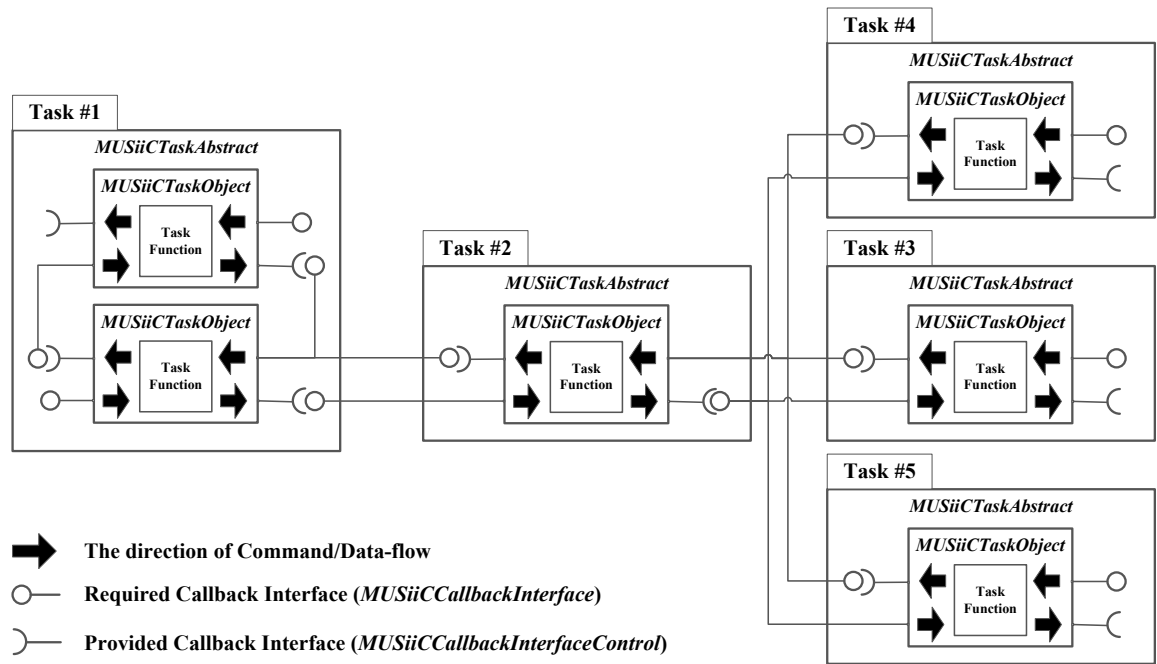 Task #1
MUSiiCTaskAbstract
MUSiiCTaskObject
Task
Function
MUSiiCTaskObject
Task
Function
Task #2
MUSiiCTaskAbstract
MUSiiCTaskObject
Task
Function
Task #4
MUSiiCTaskAbstract
MUSiiCTaskObject
Task
Function
Task #3
MUSiiCTaskAbstract
MUSiiCTaskObject
Task
Function
Task #5
MUSiiCTaskAbstract
MUSiiCTaskObject
Task
Function
The direction of Command/Data-flow
Required Callback Interface (MUSiiCCallbackInterface)
Provided Callback Interface (MUSiiCCallbackInterfaceControl)